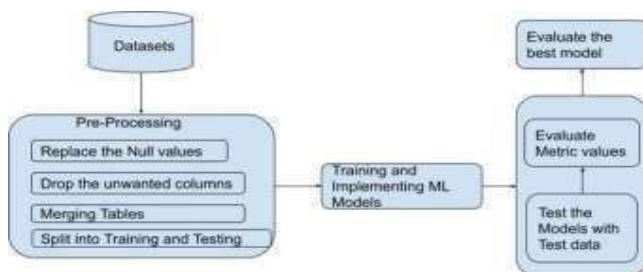 Datasets
Pre-Processing
Replace the Null values
Drop the unwanted columns
Merging Tables
Split into Training and Testing
Training and
Implementing ML
Models
Evaluate the
best model
Evaluate
Metric values
Test the
Models with
Test data